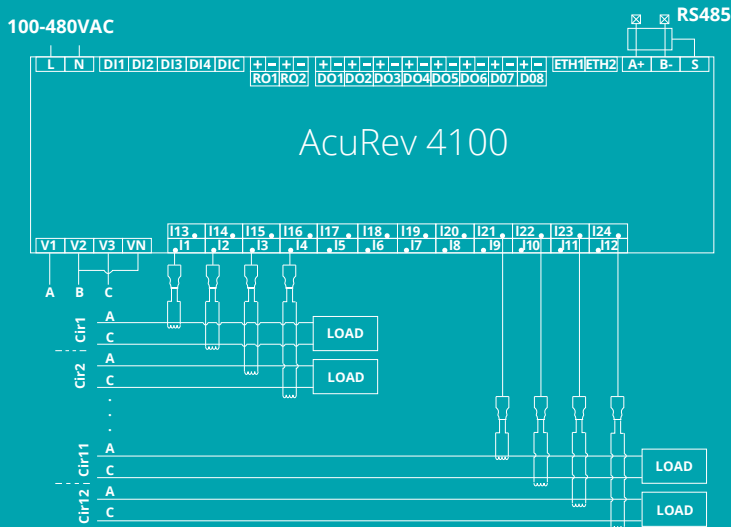 100-480VAC
RS485
L N DI1 DI2 DI3 DI4 DIC + - + - + - + - + - + - + - + - + - + - ETH1 ETH2 A+ B- S
RO1 RO2 DO1 DO2 DO3 DO4 DO5 DO6 D07 D08
AcuRev 4100
I13 I14 I15 I16 I17 I18 I19 I20 I21 I22 I23 I24
V1 V2 V3 VN I1 I2 I3 I4 I5 I6 I7 I8 I9 I10 I11 I12
A B C
Cir1
A
C
LOAD
Cir2
A
C
LOAD
.
.
.
Cir11
A
C
LOAD
Cir12
A
C
LOAD